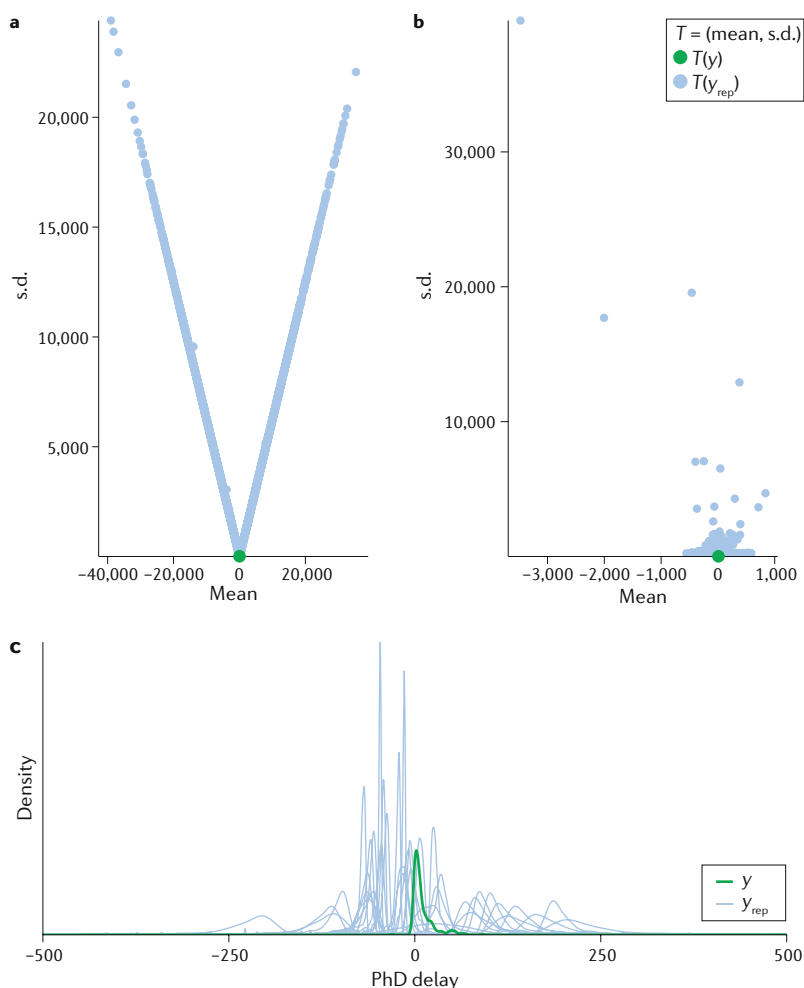 a
s.d.
20,000
15,000
10,000
5,000
−40,000 −20,000 0 20,000
Mean
b
T = (mean, s.d.)
T(y)
T(y_rep)
s.d.
30,000
20,000
10,000
−3,000 −2,000 −1,000 0 1,000
Mean
c
Density
y
y_rep
−500 −250 0 250 500
PhD delay